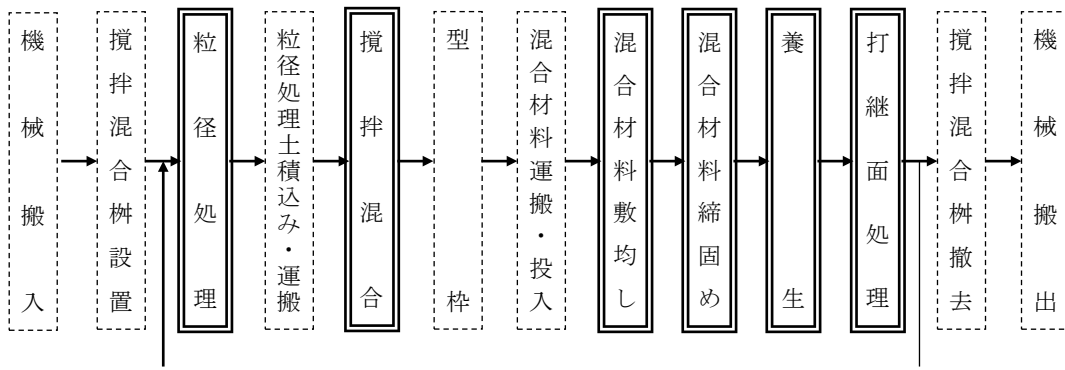 機械搬入
攪拌混合桝設置
粒径処理
粒径処理土積込み・運搬
攪拌混合
型枠
混合材料運搬・投入
混合材料敷均し
混合材料締固め
養生
打継面処理
攪拌混合桝撤去
機械搬出